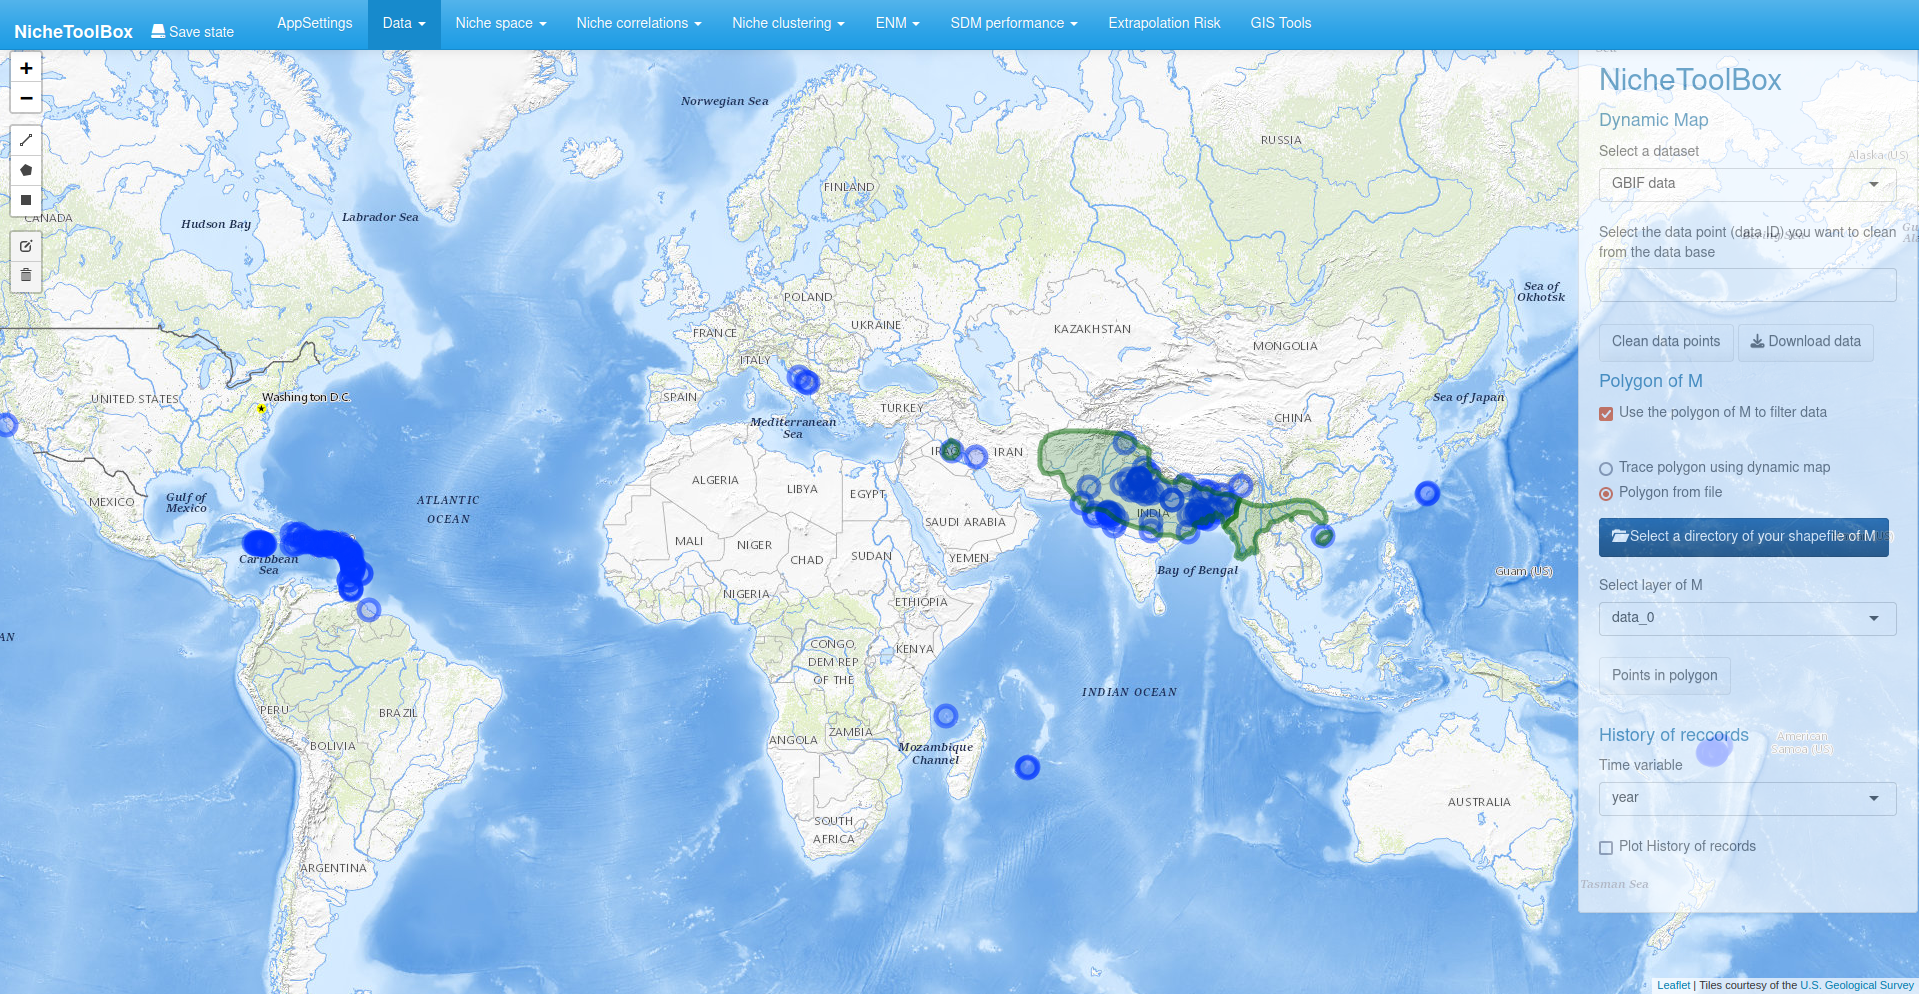 NicheToolBox
Save state
AppSettings
Data
Niche space
Niche correlations
Niche clustering
ENM
SDM performance
Extrapolation Risk
GIS Tools
+
−
NicheToolBox
Dynamic Map
Select a dataset
GBIF data
Select the data point (data ID) you want to clean
from the data base
Clean data points
Download data
Polygon of M
Use the polygon of M to filter data
Trace polygon using dynamic map
Polygon from file
Select a directory of your shapefile of M
Select layer of M
data_0
Points in polygon
History of reccords
Time variable
year
Plot History of records
Norwegian Sea
RUSSIA
Alaska (US)
FINLAND
CANADA
Hudson Bay
Labrador Sea
Bering Sea
Sea of
Okhotsk
POLAND
UKRAINE
FRANCE
KAZAKHSTAN
MONGOLIA
ITALY
UNITED STATES
Washington D.C.
SPAIN
TURKEY
CHINA
Sea of Japan
Mediterranean
Sea
IRAQ
IRAN
MEXICO
Gulf of
Mexico
ATLANTIC
OCEAN
ALGERIA
LIBYA
EGYPT
SAUDI ARABIA
INDIA
MALI
NIGER
CHAD
SUDAN
YEMEN
Caribbean
Sea
Bay of Bengal
Guam (US)
NIGERIA
ETHIOPIA
AN
CONGO,
DEM REP
OF THE
KENYA
INDIAN OCEAN
PERU
BRAZIL
ANGOLA
ZAMBIA
BOLIVIA
Mozambique
Channel
American
Samoa (US)
AUSTRALIA
SOUTH
AFRICA
ARGENTINA
Tasman Sea
Leaflet | Tiles courtesy of the U.S. Geological Survey